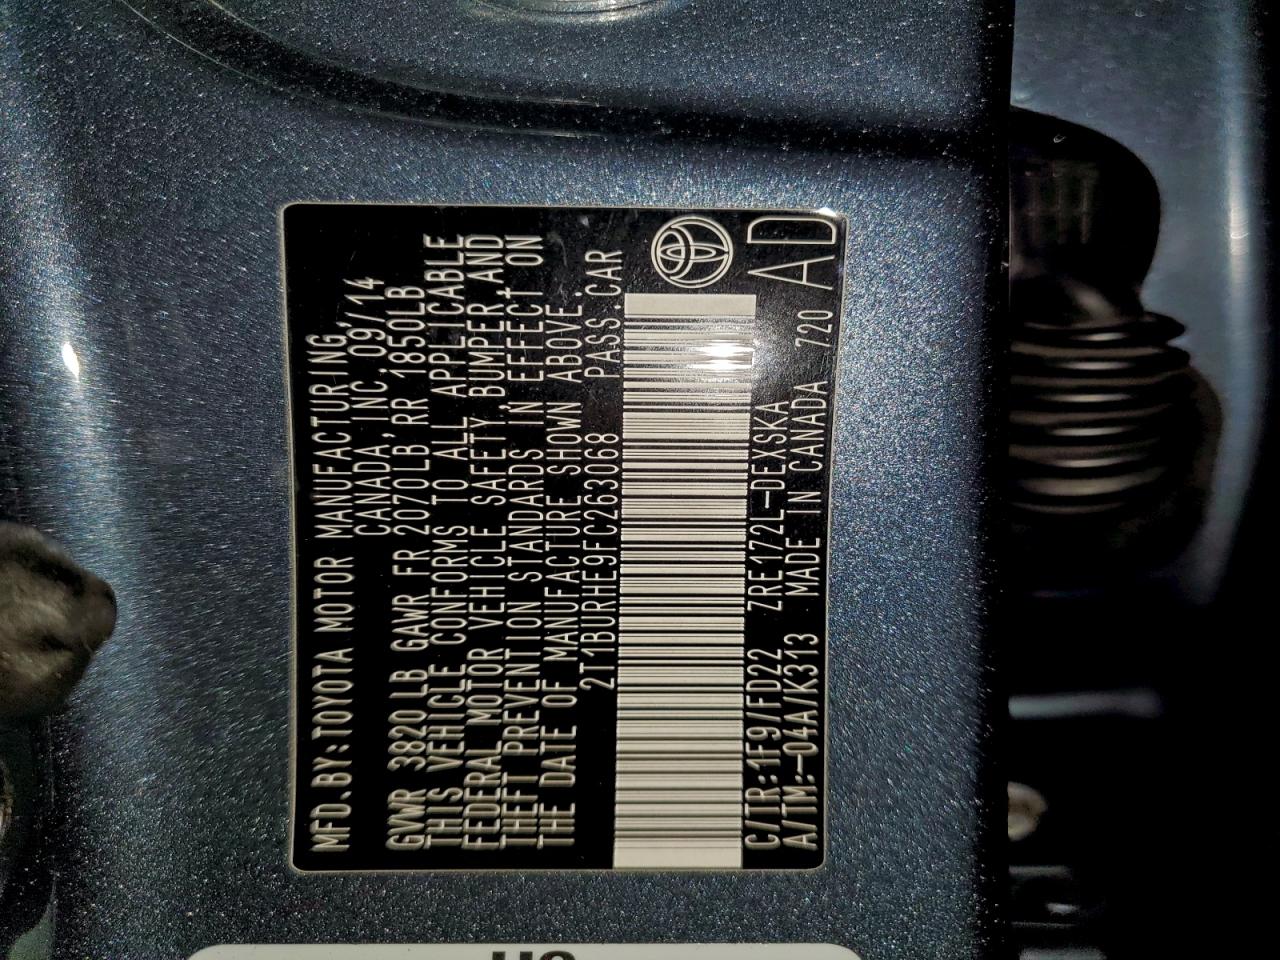 MFD.BY:TOYOTA MOTOR MANUFACTURING,
CANADA,INC.09/14
GVWR 3820 LB GAWR FR 2070LB,RR 1850LB
THIS VEHICLE CONFORMS TO ALL APPLICABLE
FEDERAL MOTOR VEHICLE SAFETY,BUMPER,AND
THEFT PREVENTION STANDARDS IN EFFECT ON
THE DATE OF MANUFACTURE SHOWN ABOVE.
2T1BURHE9FC263068 PASS.CAR
C/TR:1F9/FD22 ZRE172L-DEXSKA
A/TM:-04A/K313 MADE IN CANADA 720 AD